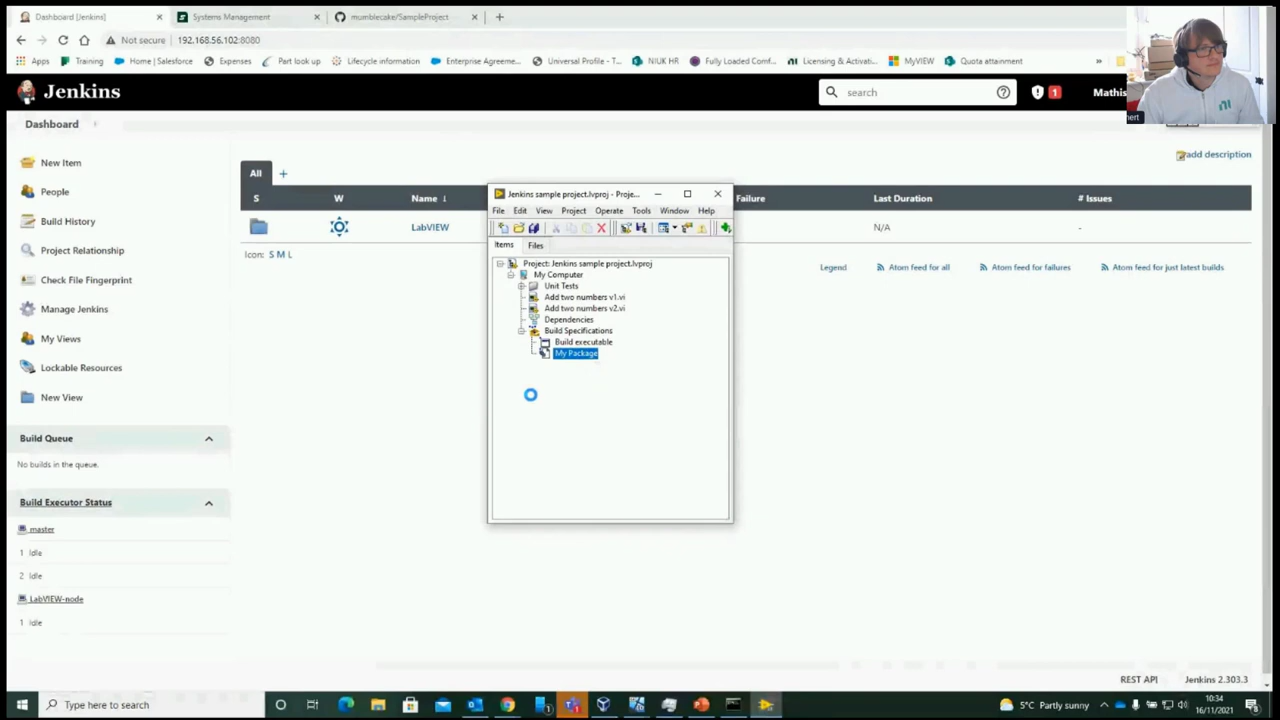 Dashboard [Jenkins]
Systems Management
mumblecake/SampleProject
Not secure
192.168.56.102:8080
Apps
Training
Home | Salesforce
Expenses
Part look up
Lifecycle information
Enterprise Agreeme...
Universal Profile - T...
NIUK HR
Fully Loaded Comf...
Licensing & Activati...
MyVIEW
Quota attainment
»
Jenkins
search
1
Mathis
Dashboard
add description
New Item
People
Build History
Project Relationship
Check File Fingerprint
Manage Jenkins
My Views
Lockable Resources
New View
All
+
S
W
Name ↓
Failure
Last Duration
# Issues
LabVIEW
N/A
-
Icon: S M L
Legend
Atom feed for all
Atom feed for failures
Atom feed for just latest builds
Jenkins sample project.lvproj - Proje...
File Edit View Project Operate Tools Window Help
Items
Files
Project: Jenkins sample project.lvproj
My Computer
Unit Tests
Add two numbers v1.vi
Add two numbers v2.vi
Dependencies
Build Specifications
Build executable
My Package
Build Queue
No builds in the queue.
Build Executor Status
master
1 Idle
2 Idle
LabVIEW-node
1 Idle
REST API
Jenkins 2.303.3
Type here to search
5°C Partly sunny
10:34
16/11/2021